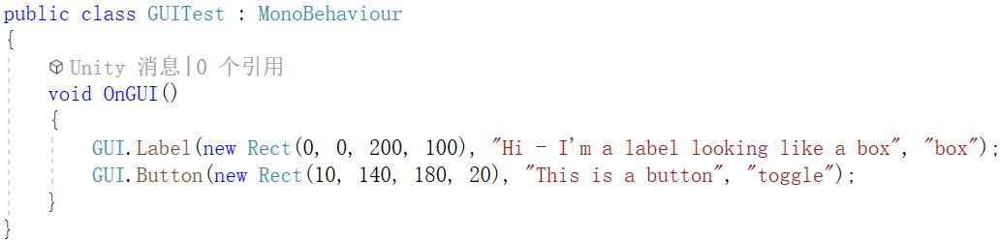 public class GUITest : MonoBehaviour
{
Unity 消息|0 个引用
void OnGUI()
{
GUI.Label(new Rect(0, 0, 200, 100), "Hi - I'm a label looking like a box", "box");
GUI.Button(new Rect(10, 140, 180, 20), "This is a button", "toggle");
}
}